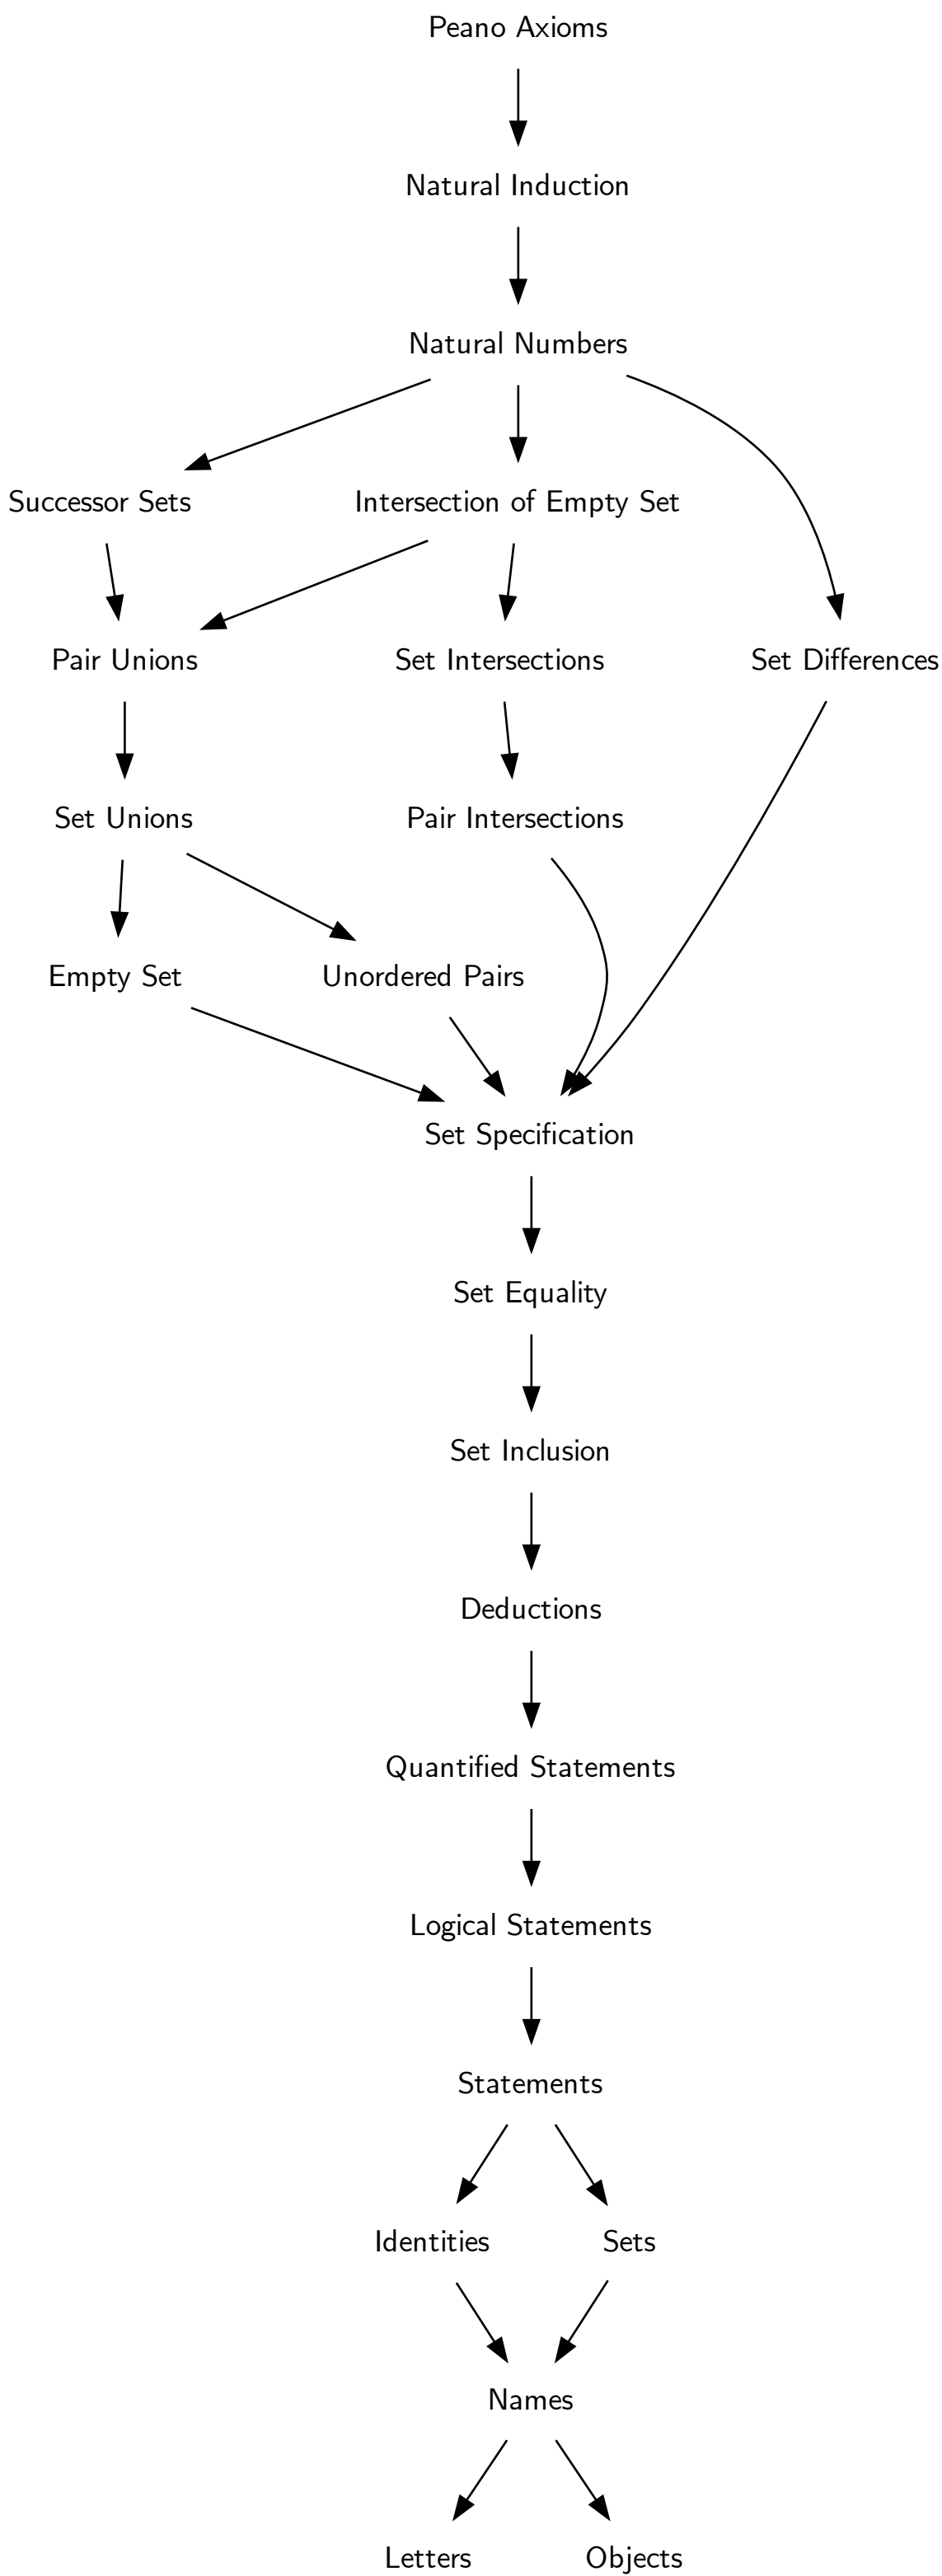 Peano Axioms
Natural Induction
Natural Numbers
Successor Sets
Intersection of Empty Set
Pair Unions
Set Intersections
Set Differences
Set Unions
Pair Intersections
Empty Set
Unordered Pairs
Set Specification
Set Equality
Set Inclusion
Deductions
Quantified Statements
Logical Statements
Statements
Identities
Sets
Names
Letters
Objects